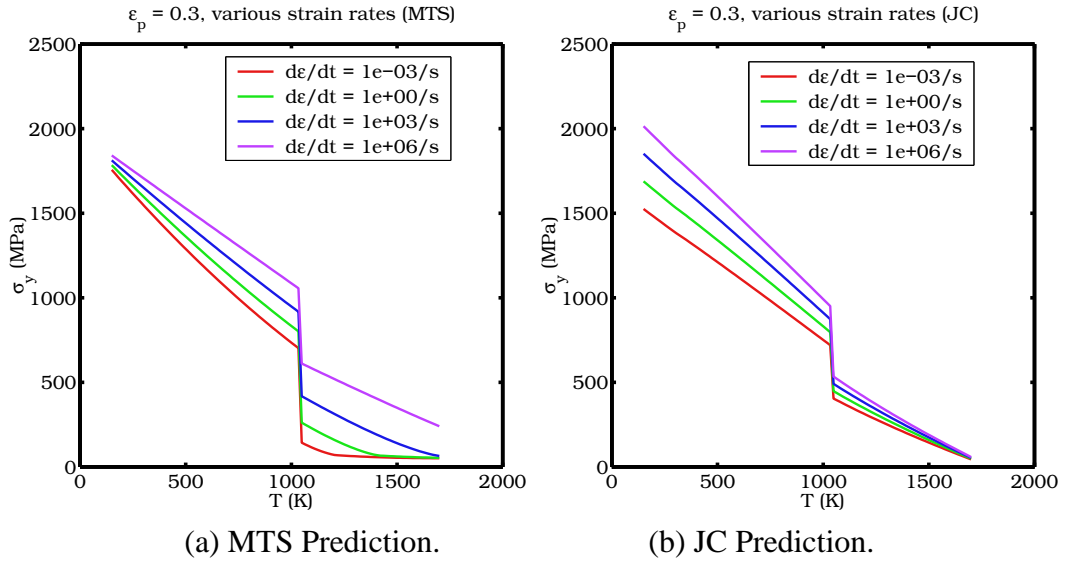 ε_p = 0.3, various strain rates (MTS)
2500
2000
1500
1000
500
0
σ_y (MPa)
dε/dt = 1e−03/s
dε/dt = 1e+00/s
dε/dt = 1e+03/s
dε/dt = 1e+06/s
0 500 1000 1500 2000
T (K)
(a) MTS Prediction.
ε_p = 0.3, various strain rates (JC)
2500
2000
1500
1000
500
0
σ_y (MPa)
dε/dt = 1e−03/s
dε/dt = 1e+00/s
dε/dt = 1e+03/s
dε/dt = 1e+06/s
0 500 1000 1500 2000
T (K)
(b) JC Prediction.